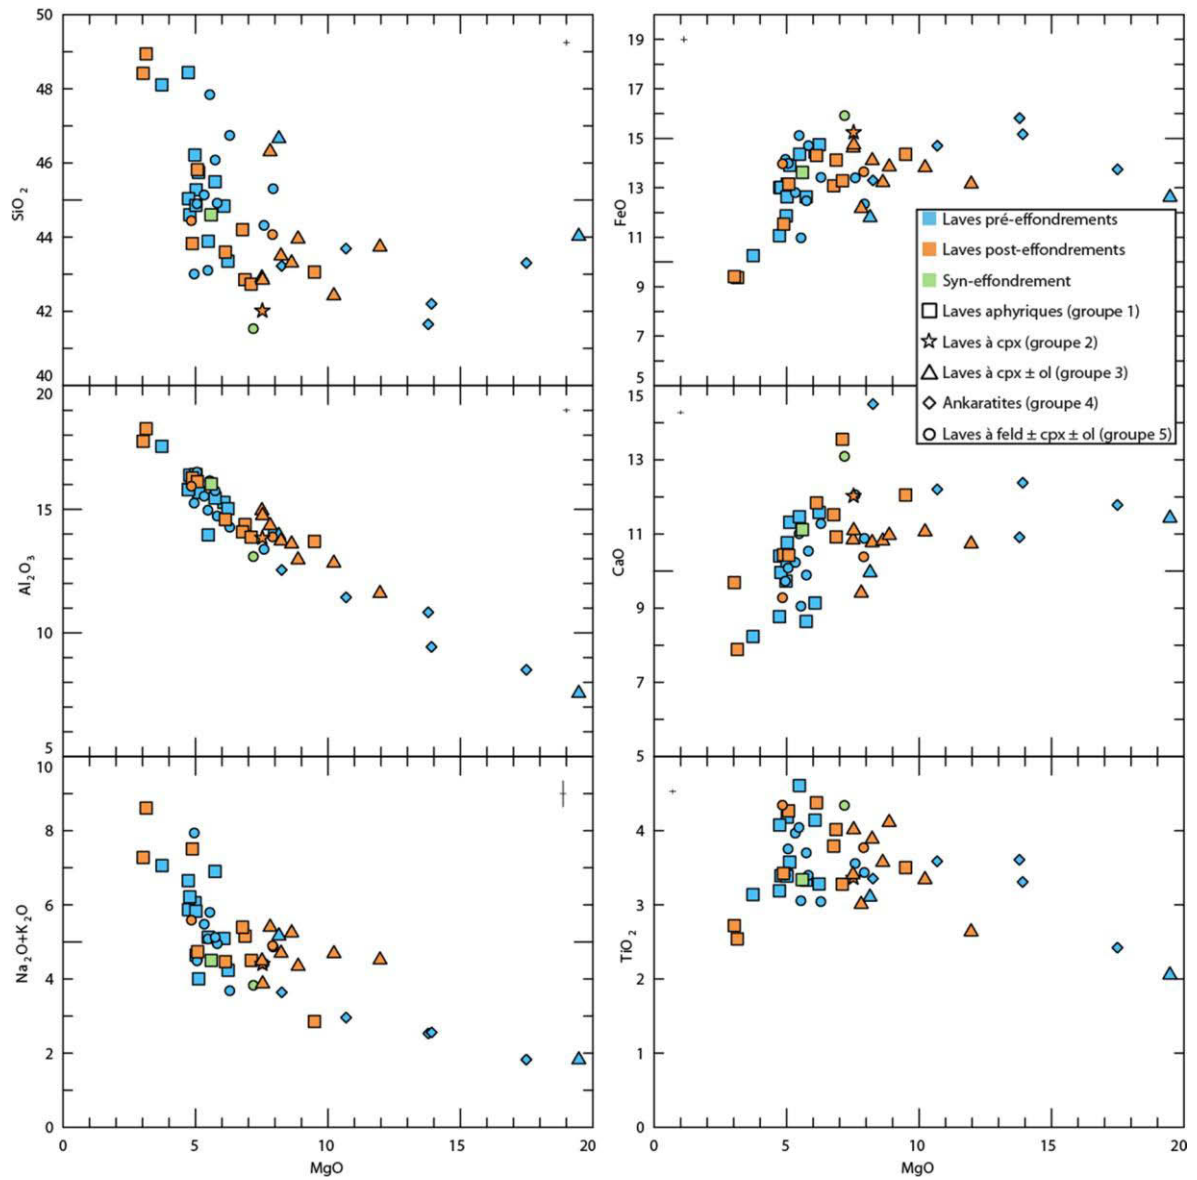 50
48
46
44
42
40
SiO2
19
17
15
13
11
9
7
5
FeO
Laves pré-effondrements
Laves post-effondrements
Syn-effondrement
Laves aphyriques (groupe 1)
Laves à cpx (groupe 2)
Laves à cpx ± ol (groupe 3)
Ankaratites (groupe 4)
Laves à feld ± cpx ± ol (groupe 5)
20
15
10
5
Al2O3
15
13
11
9
7
5
CaO
10
8
6
4
2
0
Na2O+K2O
0 5 10 15 20
MgO
4
3
2
1
0
TiO2
0 5 10 15 20
MgO